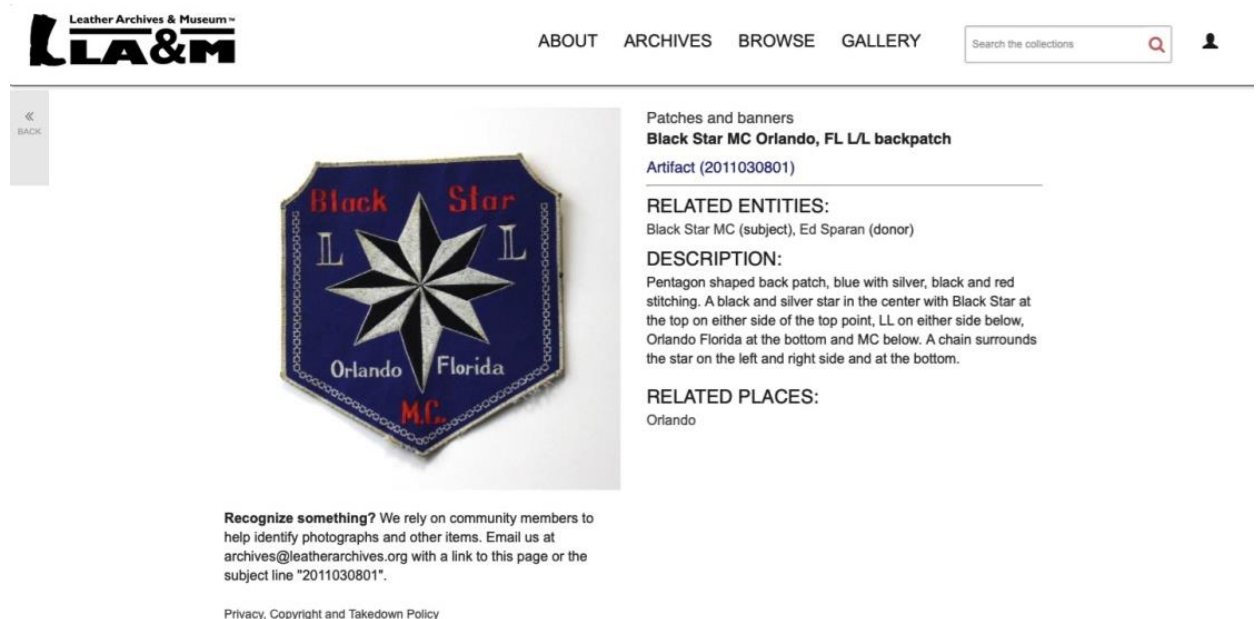 Leather Archives & Museum™
LA&M
ABOUT ARCHIVES BROWSE GALLERY
Search the collections
«
BACK
Black Star
L L
Orlando Florida
M.C.
Patches and banners
Black Star MC Orlando, FL L/L backpatch
Artifact (2011030801)
RELATED ENTITIES:
Black Star MC (subject), Ed Sparan (donor)
DESCRIPTION:
Pentagon shaped back patch, blue with silver, black and red
stitching. A black and silver star in the center with Black Star at
the top on either side of the top point, LL on either side below,
Orlando Florida at the bottom and MC below. A chain surrounds
the star on the left and right side and at the bottom.
RELATED PLACES:
Orlando
Recognize something? We rely on community members to
help identify photographs and other items. Email us at
archives@leatherarchives.org with a link to this page or the
subject line "2011030801".
Privacy, Copyright and Takedown Policy